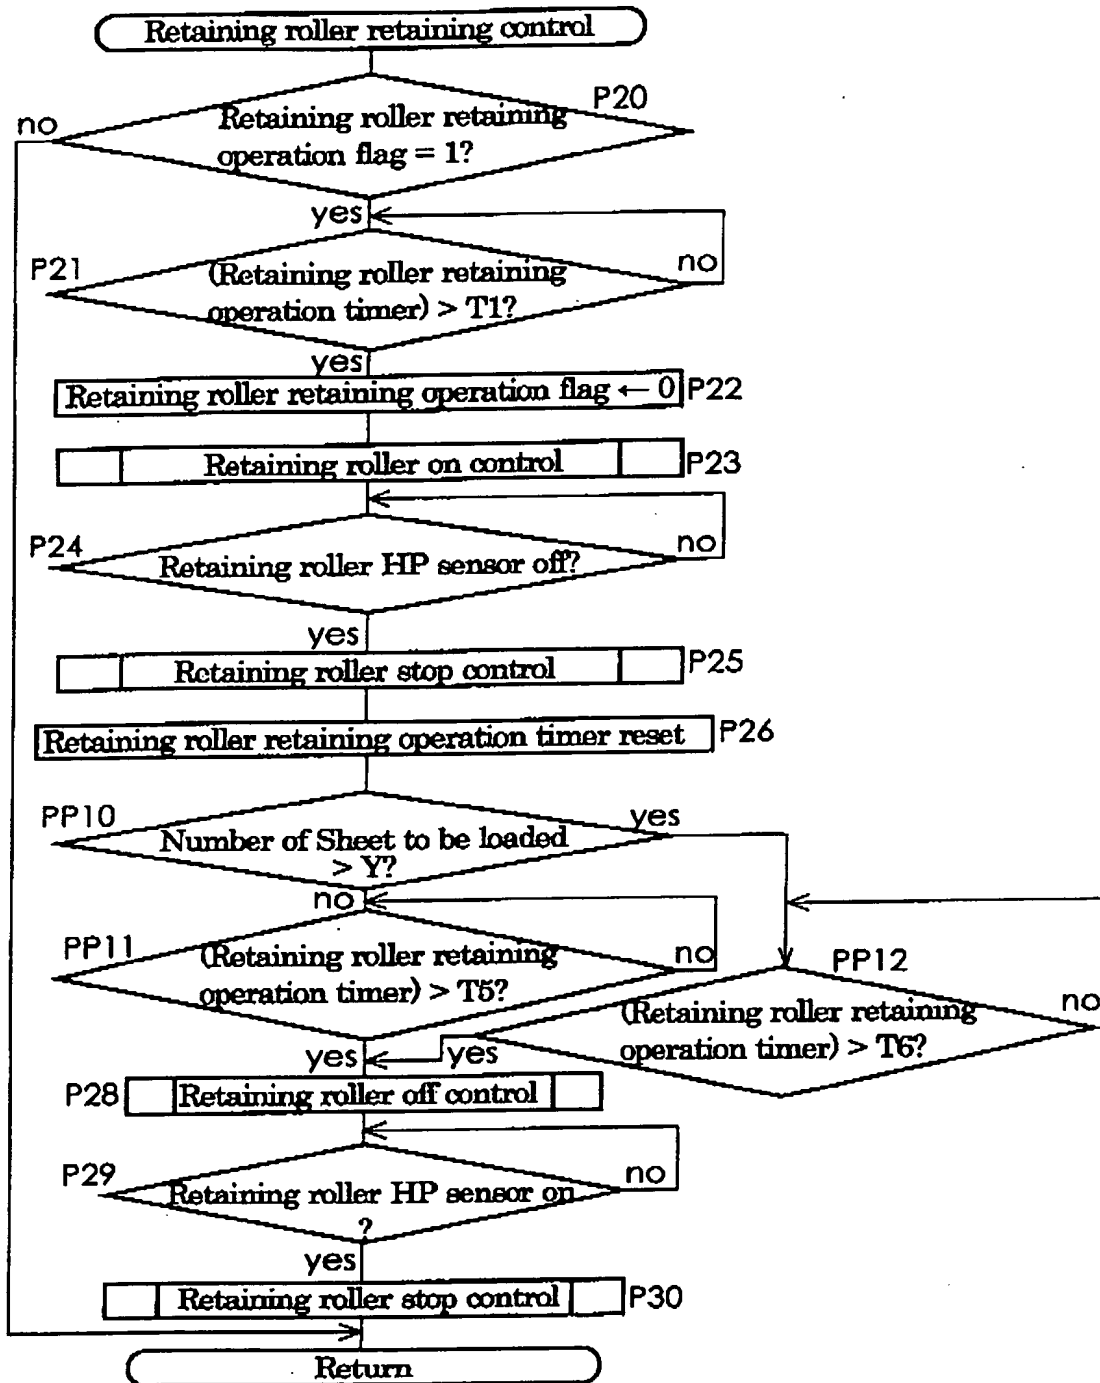 Retaining roller retaining control
P20
no
Retaining roller retaining
operation flag = 1?
yes
P21
no
(Retaining roller retaining
operation timer) > T1?
yes
Retaining roller retaining operation flag ← 0
P22
Retaining roller on control
P23
P24
no
Retaining roller HP sensor off?
yes
Retaining roller stop control
P25
Retaining roller retaining operation timer reset
P26
PP10
yes
Number of Sheet to be loaded
> Y?
no
PP11
no
(Retaining roller retaining
operation timer) > T5?
PP12
no
(Retaining roller retaining
operation timer) > T6?
yes
yes
P28
Retaining roller off control
P29
no
Retaining roller HP sensor on
?
yes
Retaining roller stop control
P30
Return